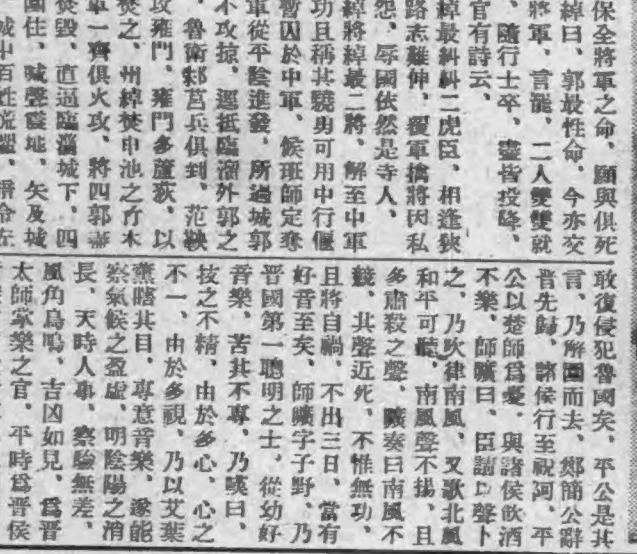 保全將軍之命、願與俱死
綽曰、郭最性命、今亦交
將軍、言罷、二人雙雙就
、隨行士卒、盡皆投降、
官有詩云、
綽最糾糾二虎臣、相逢狹
路志難伸、覆軍擒將因私
怨、辱國依然是寺人、
綽將綽最二將、解至中軍
功且稱其驍勇可用中行偃
暫囚於中軍、候班師定奪
軍從平陰進發、所過城郭
不攻掠、逕抵臨淄外郭之
、魯衛邾莒兵俱到、范鞅
攻雍門、雍門多蘆荻、以
焚之、州綽焚申池之竹木
軍一齊俱火攻、將四郭盡
焚毀、直逼臨淄城下、四
圍住、喊聲震地、矢及城
城中百姓慌亂、
敢復侵犯魯國矣、平公是其
言、乃解圍而去、鄭簡公辭
晉先歸、諸侯行至祝阿、平
公以楚師爲憂、與諸侯飲酒
不樂、師曠曰、臣請以聲卜
之、乃吹律南風、又歌北風
和平可聽、南風聲不揚、且
多肅殺之聲、曠奏曰南風不
競、其聲近死、不惟無功、
且將自禍、不出三日、當有
好音至矣、師曠字子野、乃
晉國第一聰明之士、從幼好
音樂、苦其不專、乃嘆曰、
技之不精、由於多心、心之
不一、由於多視、乃以艾葉
熏瞎其目、專意音樂、遂能
察氣候之盈虛、明陰陽之消
長、天時人事、審驗無差、
風角鳥鳴、吉凶如見、爲晉
太師掌樂之官、平時爲晉侯